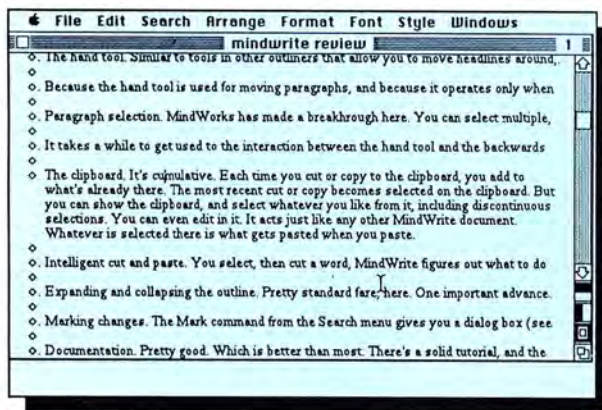 File Edit Search Arrange Format Font Style Windows
mindwrite review 1
◇. The hand tool. Similar to tools in other outliners that allow you to move headlines around,.
◇
◇. Because the hand tool is used for moving paragraphs, and because it operates only when
◇
◇. Paragraph selection. MindWorks has made a breakhrough here. You can select multiple,
◇
◇. It takes a while to get used to the interaction between the hand tool and the backwards
◇
◇ The clipboard. It's cumulative. Each time you cut or copy to the clipboard, you add to
what's already there. The most recent cut or copy becomes selected on the clipboard. But
you can show the clipboard, and select whatever you like from it, including discontinuous
selections. You can even edit in it. It acts just like any other MindWrite document.
Whatever is selected there is what gets pasted when you paste.
◇
◇. Intelligent cut and paste. You select, then cut a word, MindWrite figures out what to do
◇
◇. Expanding and collapsing the outline. Pretty standard fare, here. One important advance.
◇
◇. Marking changes. The Mark command from the Search menu gives you a dialog box (see
◇
◇. Documentation. Pretty good. Which is better than most. There's a solid tutorial, and the